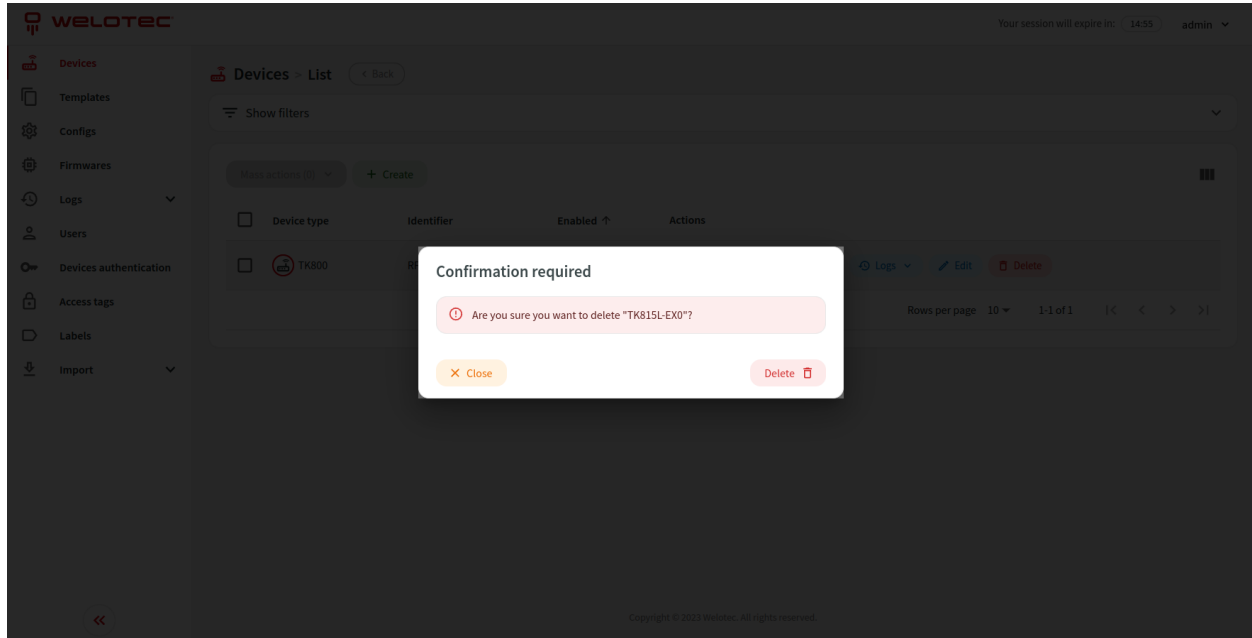 WELOTEC
Your session will expire in: 14:55 admin
Devices
Devices > List ‹ Back
Templates
Show filters
Configs
Firmwares
Mass actions (0) + Create
Logs
Device type Identifier Enabled ↑ Actions
Users
Devices authentication
TK800 Logs Edit Delete
Confirmation required
Access tags
Are you sure you want to delete "TK815L-EX0"?
Rows per page 10 1-1 of 1
Labels
Import
Close Delete
Copyright © 2023 Welotec. All rights reserved.